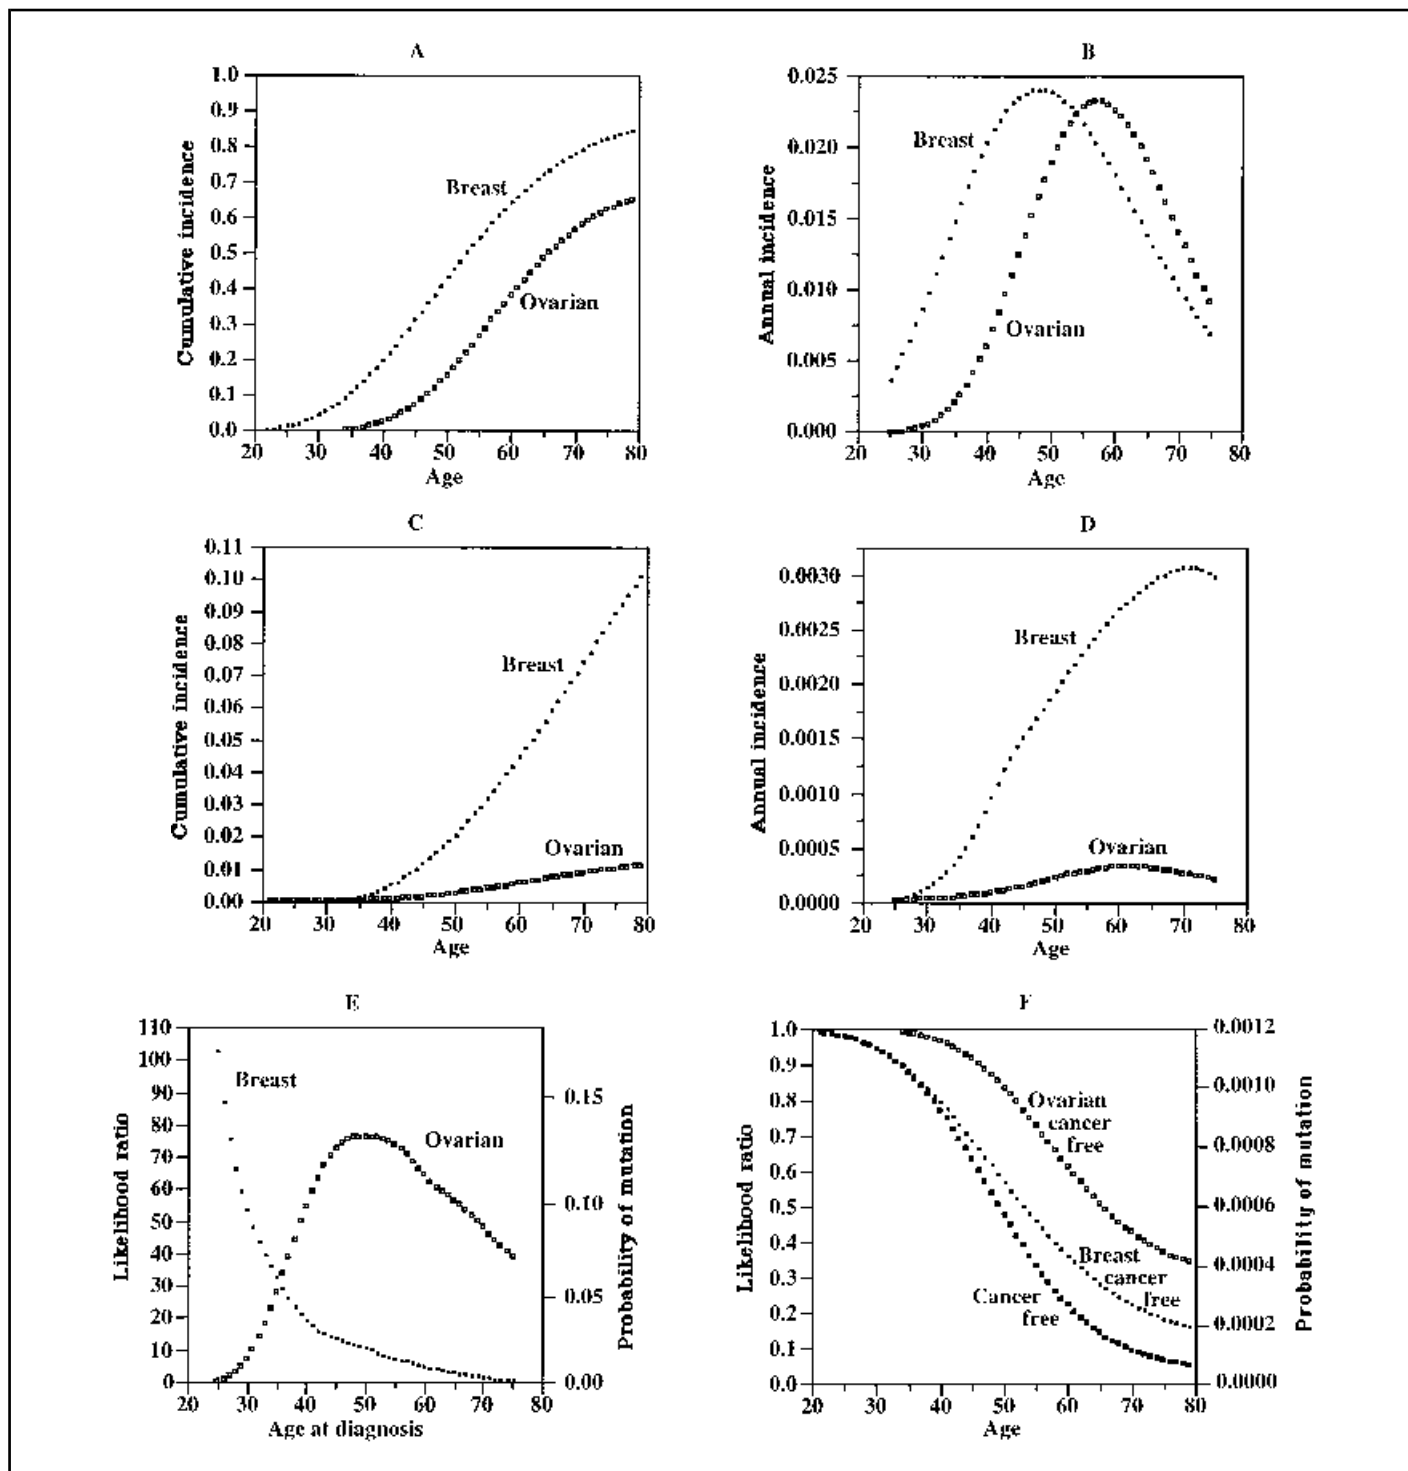 A
1.0
0.9
0.8
0.7
0.6
0.5
0.4
0.3
0.2
0.1
0.0
Cumulative incidence
Breast
Ovarian
20 30 40 50 60 70 80
Age
B
0.025
0.020
0.015
0.010
0.005
0.000
Annual incidence
Breast
Ovarian
20 30 40 50 60 70 80
Age
C
0.11
0.10
0.09
0.08
0.07
0.06
0.05
0.04
0.03
0.02
0.01
0.00
Cumulative incidence
Breast
Ovarian
20 30 40 50 60 70 80
Age
D
0.0030
0.0025
0.0020
0.0015
0.0010
0.0005
0.0000
Annual incidence
Breast
Ovarian
20 30 40 50 60 70 80
Age
E
110
100
90
80
70
60
50
40
30
20
10
0
Likelihood ratio
Breast
Ovarian
0.15
0.10
0.05
0.00
Probability of mutation
20 30 40 50 60 70 80
Age at diagnosis
F
1.0
0.9
0.8
0.7
0.6
0.5
0.4
0.3
0.2
0.1
0.0
Likelihood ratio
Ovarian
cancer
free
Breast
cancer
free
Cancer
free
0.0012
0.0010
0.0008
0.0006
0.0004
0.0002
0.0000
Probability of mutation
20 30 40 50 60 70 80
Age